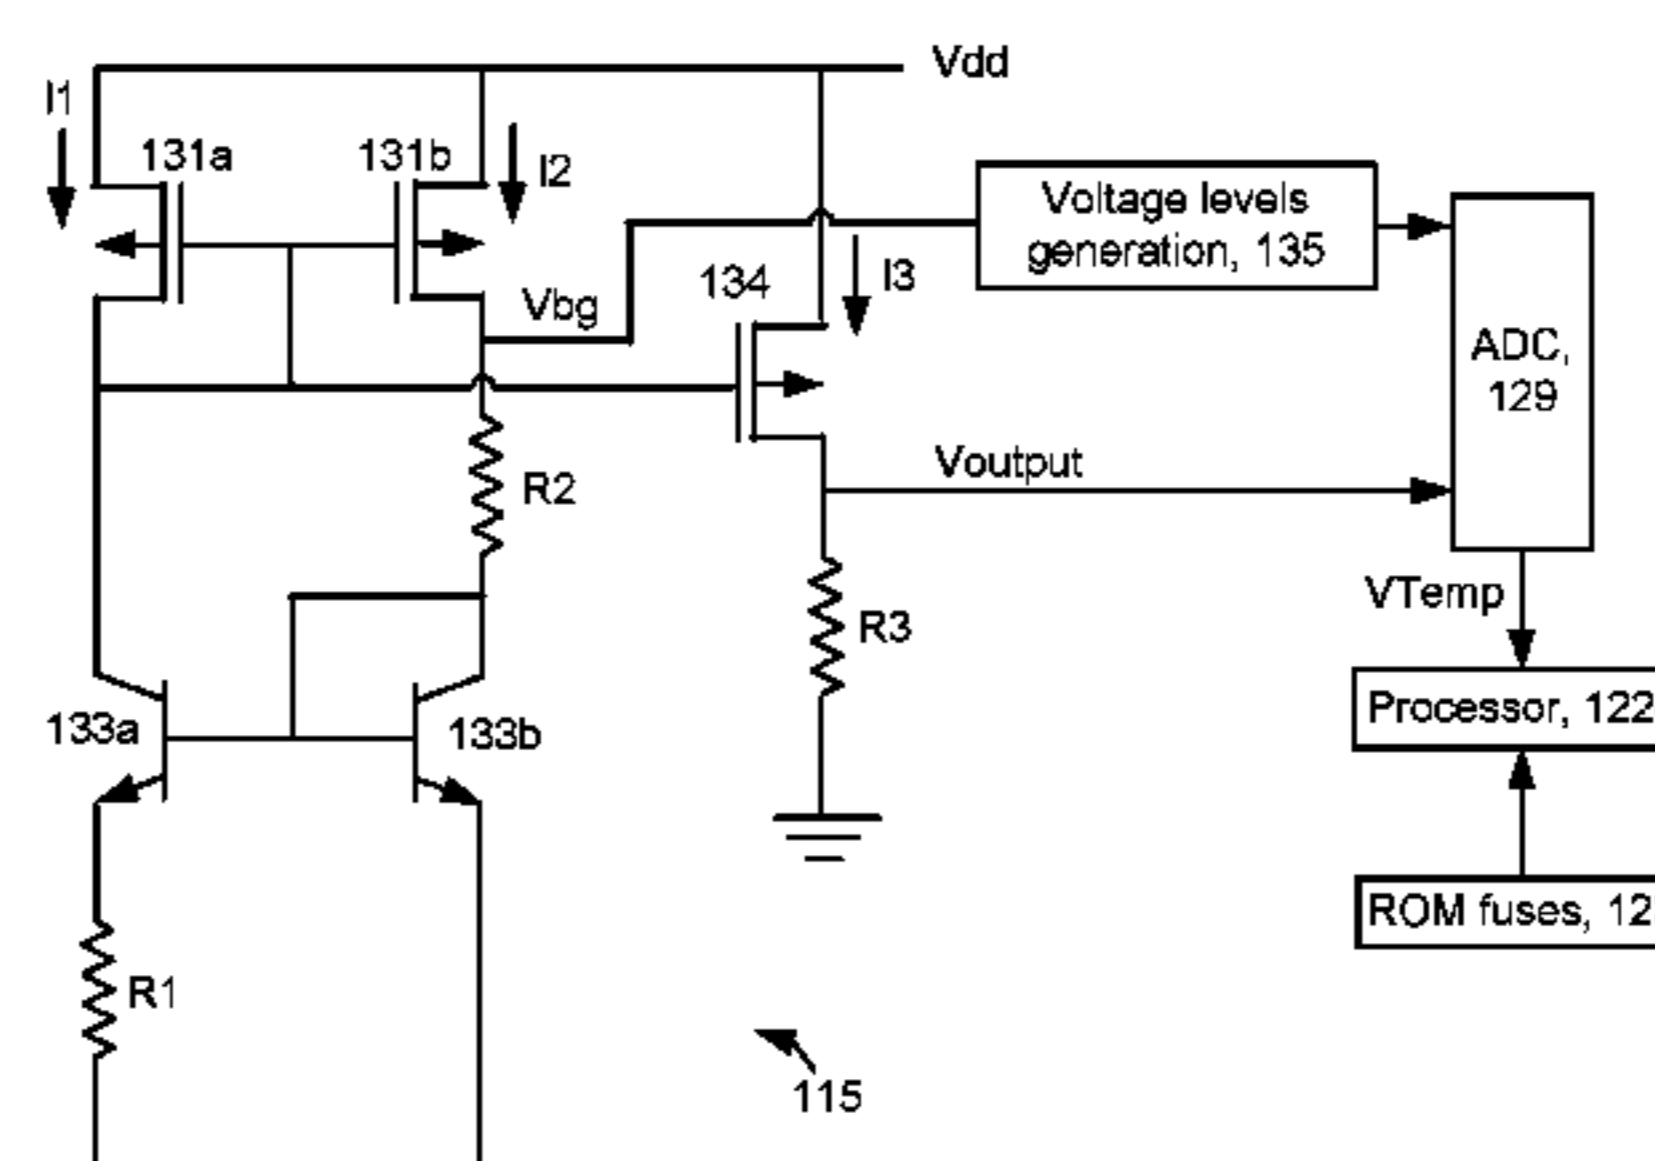 Vdd
I1
131a
131b
I2
Voltage levels
generation, 135
134
I3
Vbg
ADC,
129
Voutput
R2
VTemp
R3
Processor, 122
133a
133b
ROM fuses, 12
R1
115